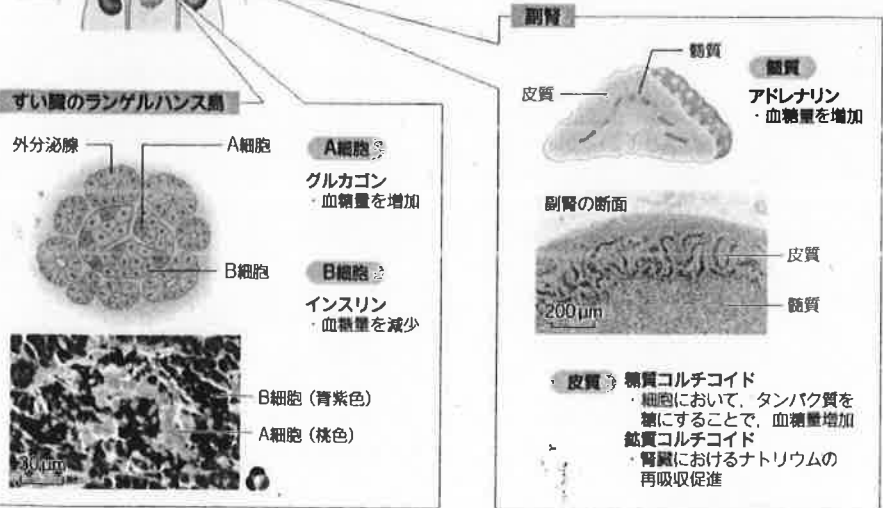 すい臓のランゲルハンス島
外分泌腺
A細胞
B細胞
A細胞
グルカゴン
・血糖量を増加
B細胞
インスリン
・血糖量を減少
B細胞(青紫色)
A細胞(桃色)
30μm
副腎
髄質
皮質
髄質
アドレナリン
・血糖量を増加
副腎の断面
皮質
髄質
200μm
皮質
糖質コルチコイド
・細胞において,タンパク質を
糖にすることで,血糖量増加
鉱質コルチコイド
・腎臓におけるナトリウムの
再吸収促進